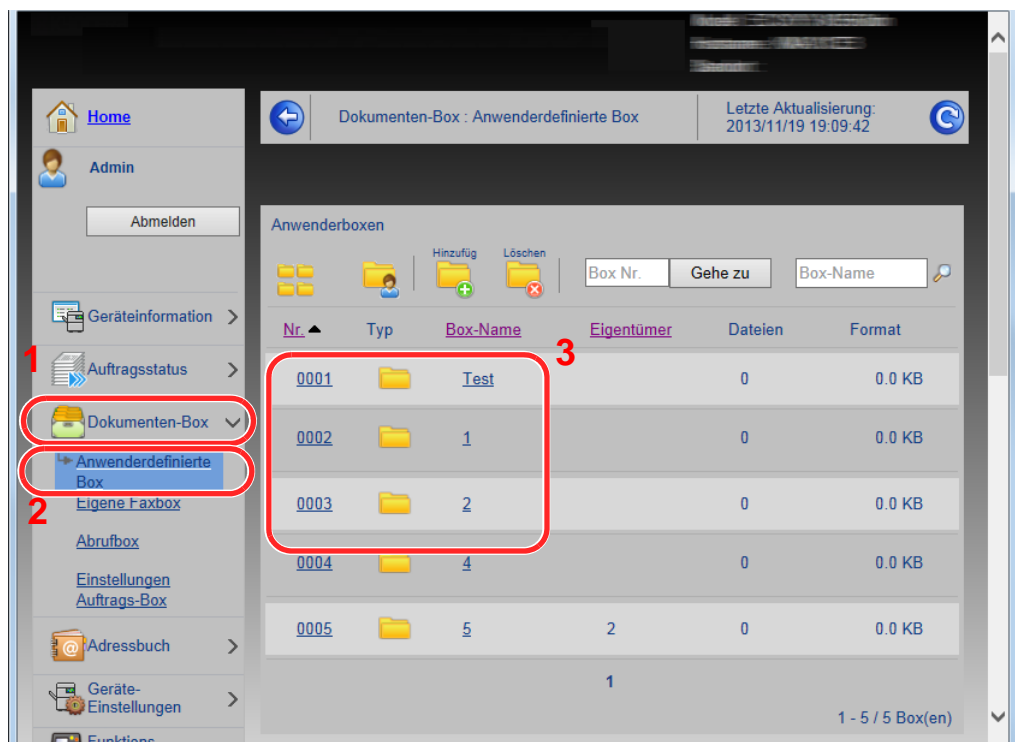 Home
Dokumenten-Box : Anwenderdefinierte Box
Letzte Aktualisierung:
2013/11/19 19:09:42
Admin
Abmelden
Anwenderboxen
Hinzufüg
Löschen
Box Nr.
Gehe zu
Box-Name
Geräteinformation
1
Auftragsstatus
Dokumenten-Box
Anwenderdefinierte
Box
2
Eigene Faxbox
Abrufbox
Einstellungen
Auftrags-Box
Adressbuch
Geräte-
Einstellungen
Funktions
Nr. Typ Box-Name Eigentümer Dateien Format
3
0001 Test 0 0.0 KB
0002 1 0 0.0 KB
0003 2 0 0.0 KB
0004 4 0 0.0 KB
0005 5 2 0 0.0 KB
1
1 - 5 / 5 Box(en)